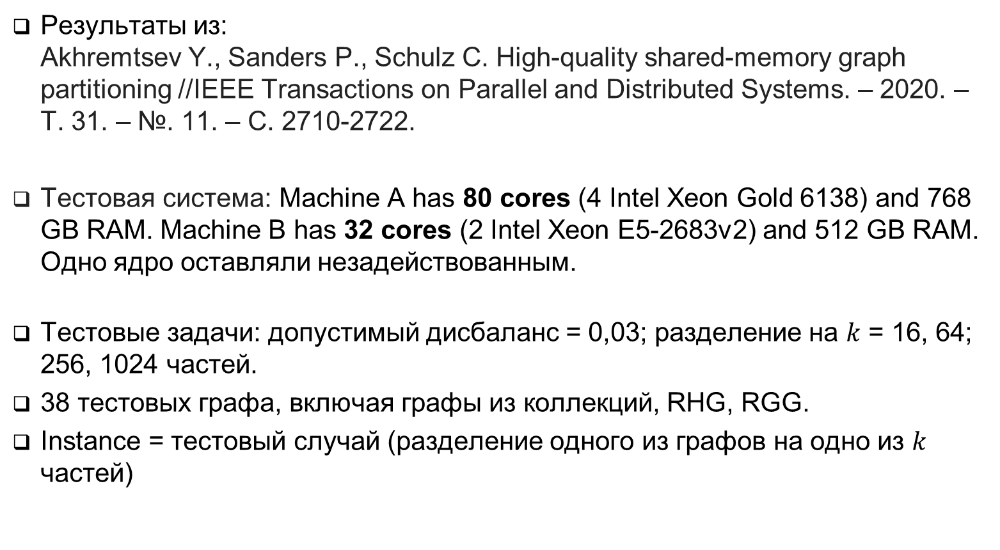 Результаты из:
Akhremtsev Y., Sanders P., Schulz C. High-quality shared-memory graph
partitioning //IEEE Transactions on Parallel and Distributed Systems. – 2020. –
Т. 31. – №. 11. – С. 2710-2722.
Тестовая система: Machine A has 80 cores (4 Intel Xeon Gold 6138) and 768
GB RAM. Machine B has 32 cores (2 Intel Xeon E5-2683v2) and 512 GB RAM.
Одно ядро оставляли незадействованным.
Тестовые задачи: допустимый дисбаланс = 0,03; разделение на k = 16, 64;
256, 1024 частей.
38 тестовых графа, включая графы из коллекций, RHG, RGG.
Instance = тестовый случай (разделение одного из графов на одно из k
частей)